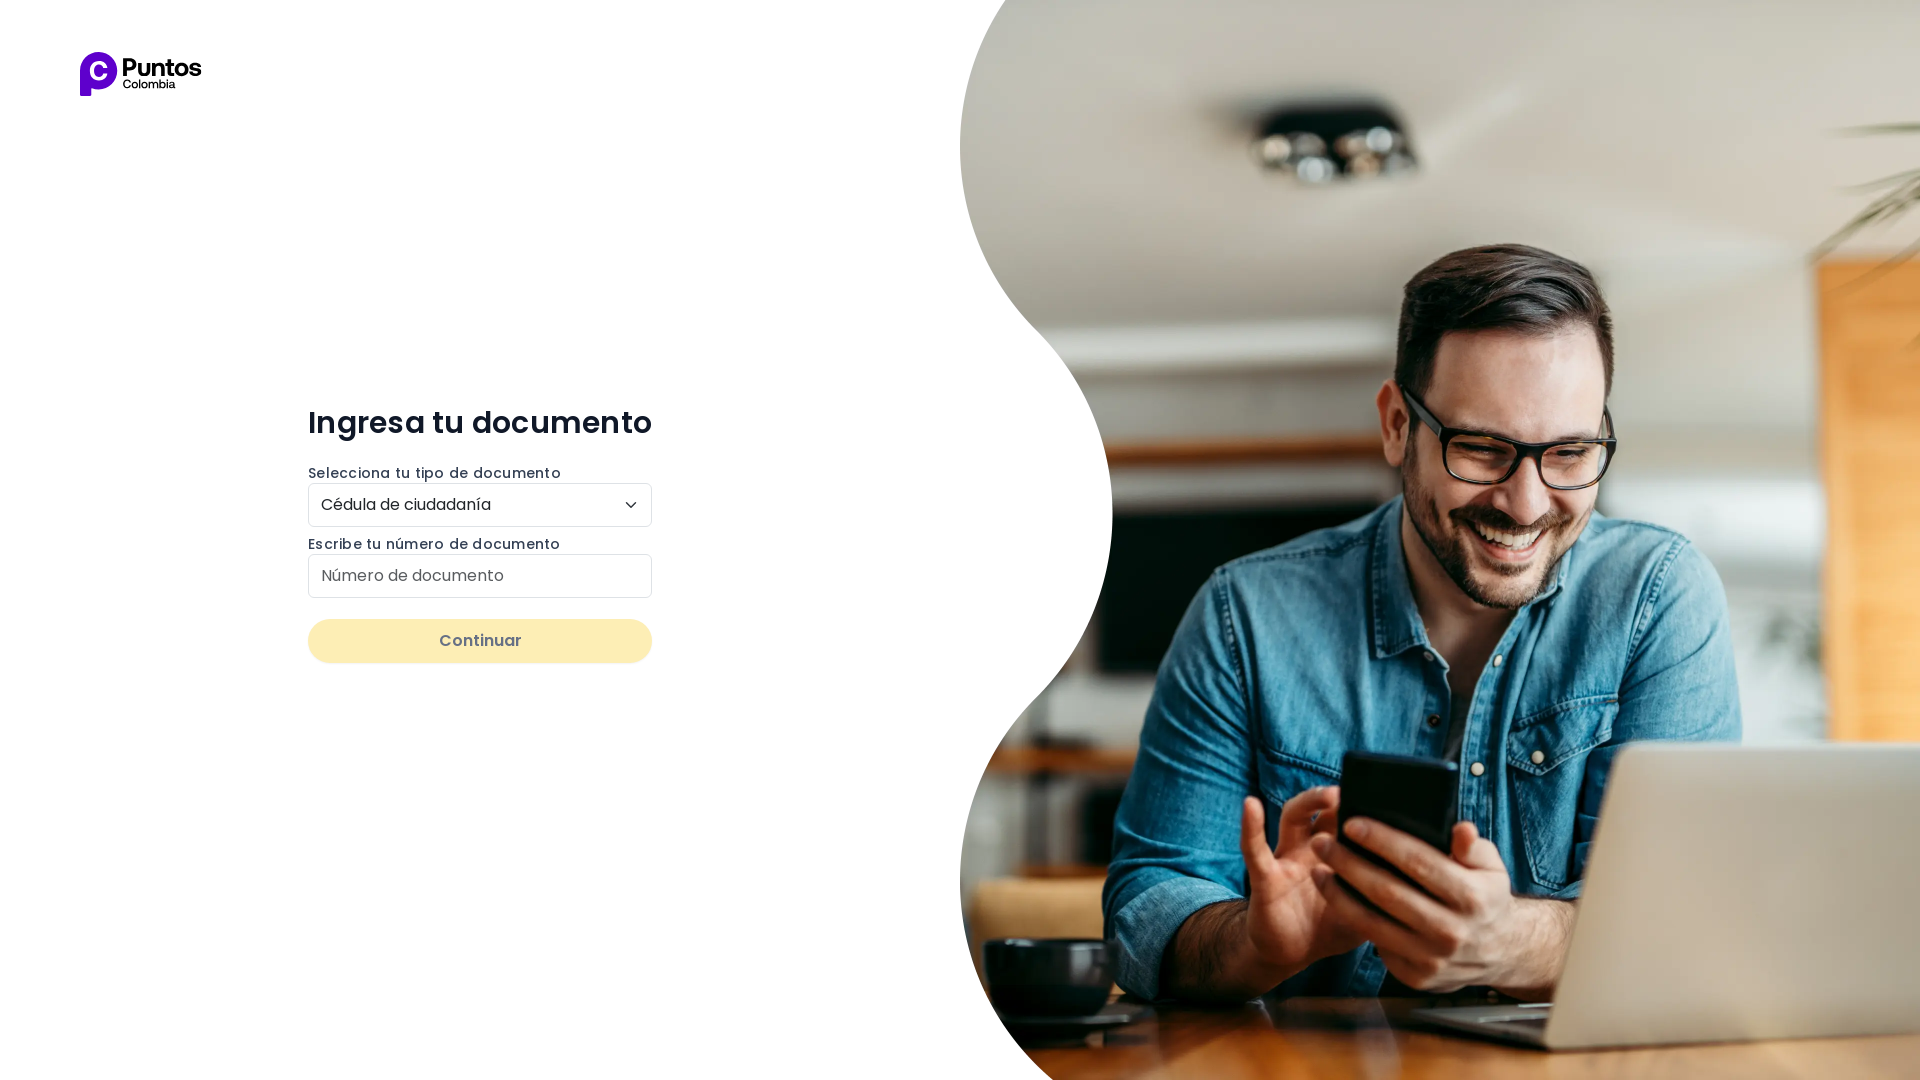 C Puntos
Colombia
Ingresa tu documento
Selecciona tu tipo de documento
Cédula de ciudadanía
Escribe tu número de documento
Número de documento
Continuar